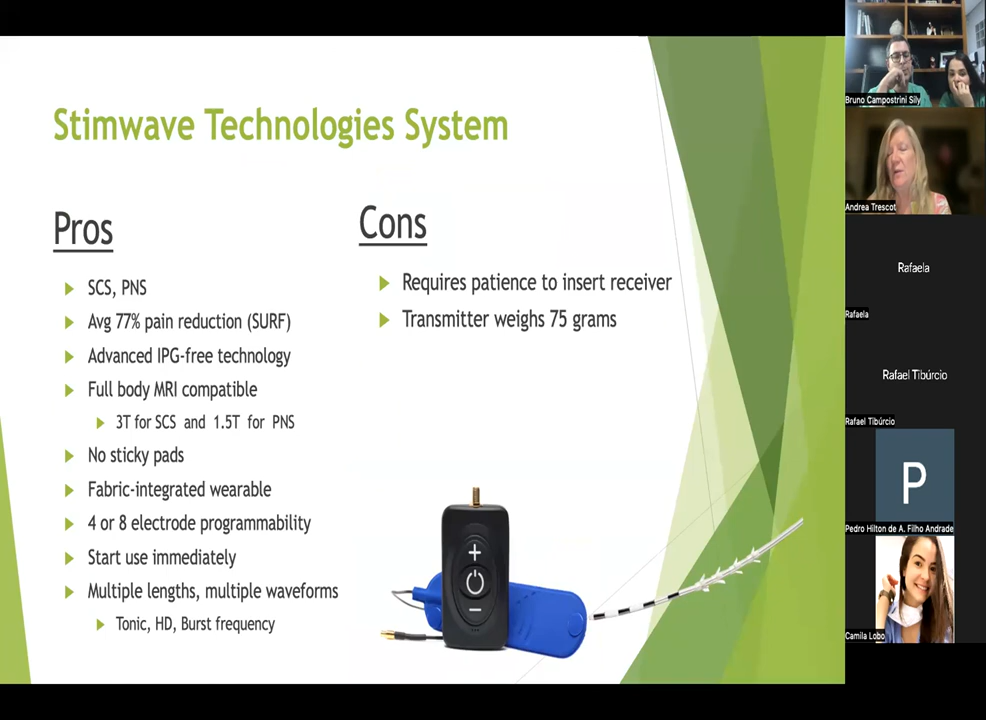 Stimwave Technologies System
Pros
SCS, PNS
Avg 77% pain reduction (SURF)
Advanced IPG-free technology
Full body MRI compatible
3T for SCS and 1.5T for PNS
No sticky pads
Fabric-integrated wearable
4 or 8 electrode programmability
Start use immediately
Multiple lengths, multiple waveforms
Tonic, HD, Burst frequency
Cons
Requires patience to insert receiver
Transmitter weighs 75 grams
Bruno Campostrini Sily
Andrea Trescot
Rafaela
Rafaela
Rafael Tibúrcio
Rafael Tibúrcio
P
Pedro Hilton de A. Filho Andrade
Camila Lobo